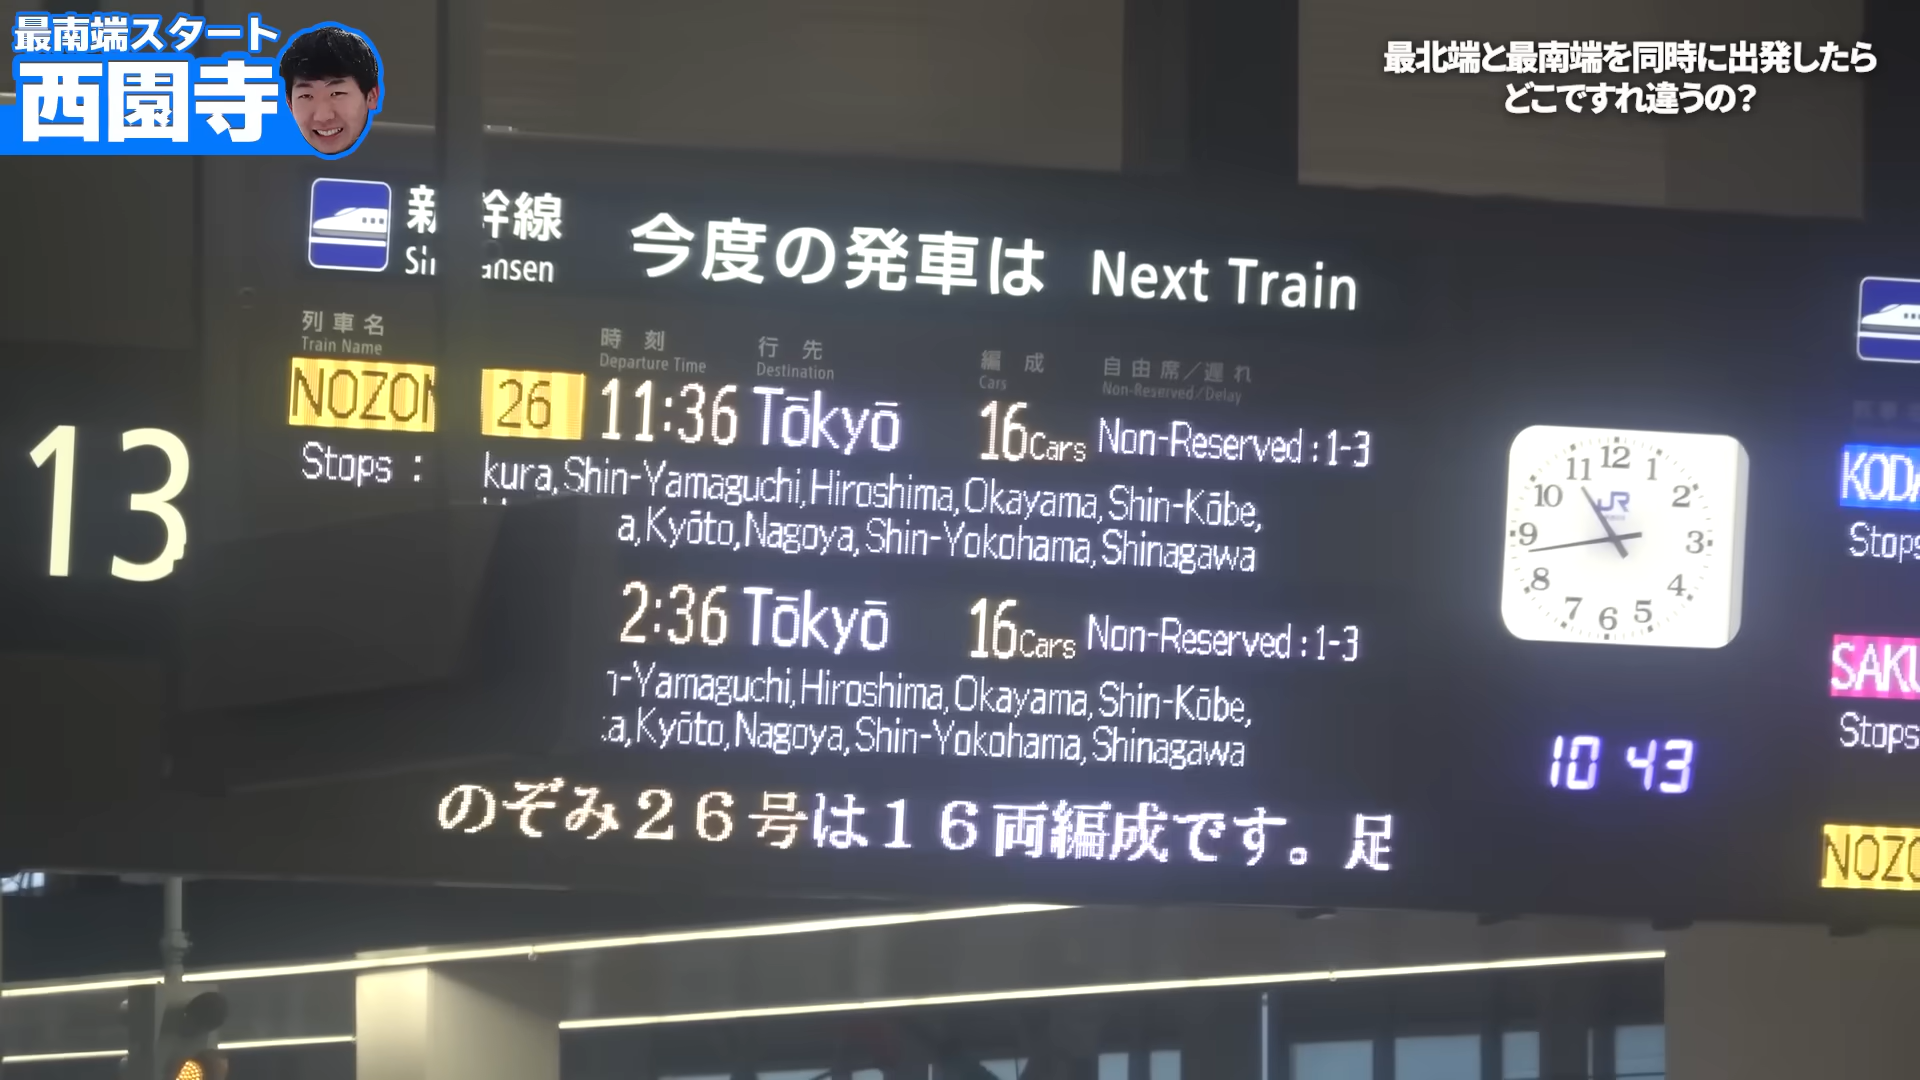 最南端スタート
西園寺
最北端と最南端を同時に出発したら
どこですれ違うの？
新幹線
今度の発車は Next Train
列車名
Train Name
時刻
Departure Time
行先
Destination
編成
Cars
自由席/遅れ
Non-Reserved/Delay
13
26 11:36 Tōkyō 16Cars Non-Reserved:1-3
Stops :
Shin-Yamaguchi,Hiroshima,Okayama,Shin-Kōbe,
Kyōto,Nagoya,Shin-Yokohama,Shinagawa
2:36 Tōkyō 16Cars Non-Reserved:1-3
-Yamaguchi,Hiroshima,Okayama,Shin-Kōbe,
Kyōto,Nagoya,Shin-Yokohama,Shinagawa
のぞみ26号は16両編成です。足
12 1 2 3 4 5 6 7 8 9 10 11
JR
10 43
Stops
Stops